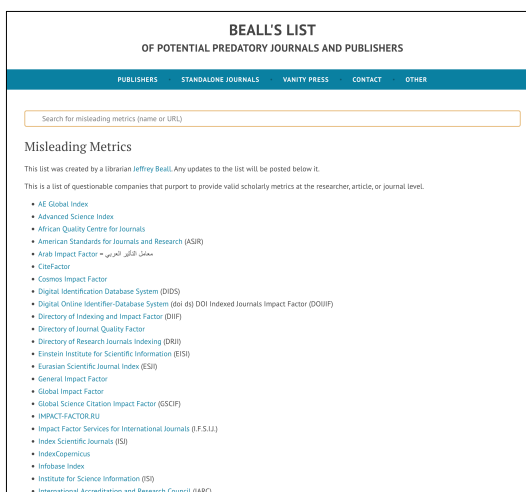 BEALL'S LIST
OF POTENTIAL PREDATORY JOURNALS AND PUBLISHERS
PUBLISHERS STANDALONE JOURNALS VANITY PRESS CONTACT OTHER
Search for misleading metrics (name or URL)
Misleading Metrics
This list was created by a librarian Jeffrey Beall. Any updates to the list will be posted below it.
This is a list of questionable companies that purport to provide valid scholarly metrics at the researcher, article, or journal level.
• AE Global Index
• Advanced Science Index
• African Quality Centre for Journals
• American Standards for Journals and Research (ASJR)
• Arab Impact Factor – معامل التأثير العربي
• CiteFactor
• Cosmos Impact Factor
• Digital Identification Database System (DIDS)
• Digital Online Identifier-Database System (doi ds) DOI Indexed Journals Impact Factor (DOIJIF)
• Directory of Indexing and Impact Factor (DIIF)
• Directory of Journal Quality Factor
• Directory of Research Journals Indexing (DRJI)
• Einstein Institute for Scientific Information (EISI)
• Eurasian Scientific Journal Index (ESJI)
• General Impact Factor
• Global Impact Factor
• Global Science Citation Impact Factor (GSCIF)
• IMPACT-FACTOR.RU
• Impact Factor Services for International Journals (I.F.S.I.J.)
• Index Scientific Journals (ISJ)
• IndexCopernicus
• Infobase Index
• Institute for Science Information (ISI)
• International Accreditation and Research Council (IARC)